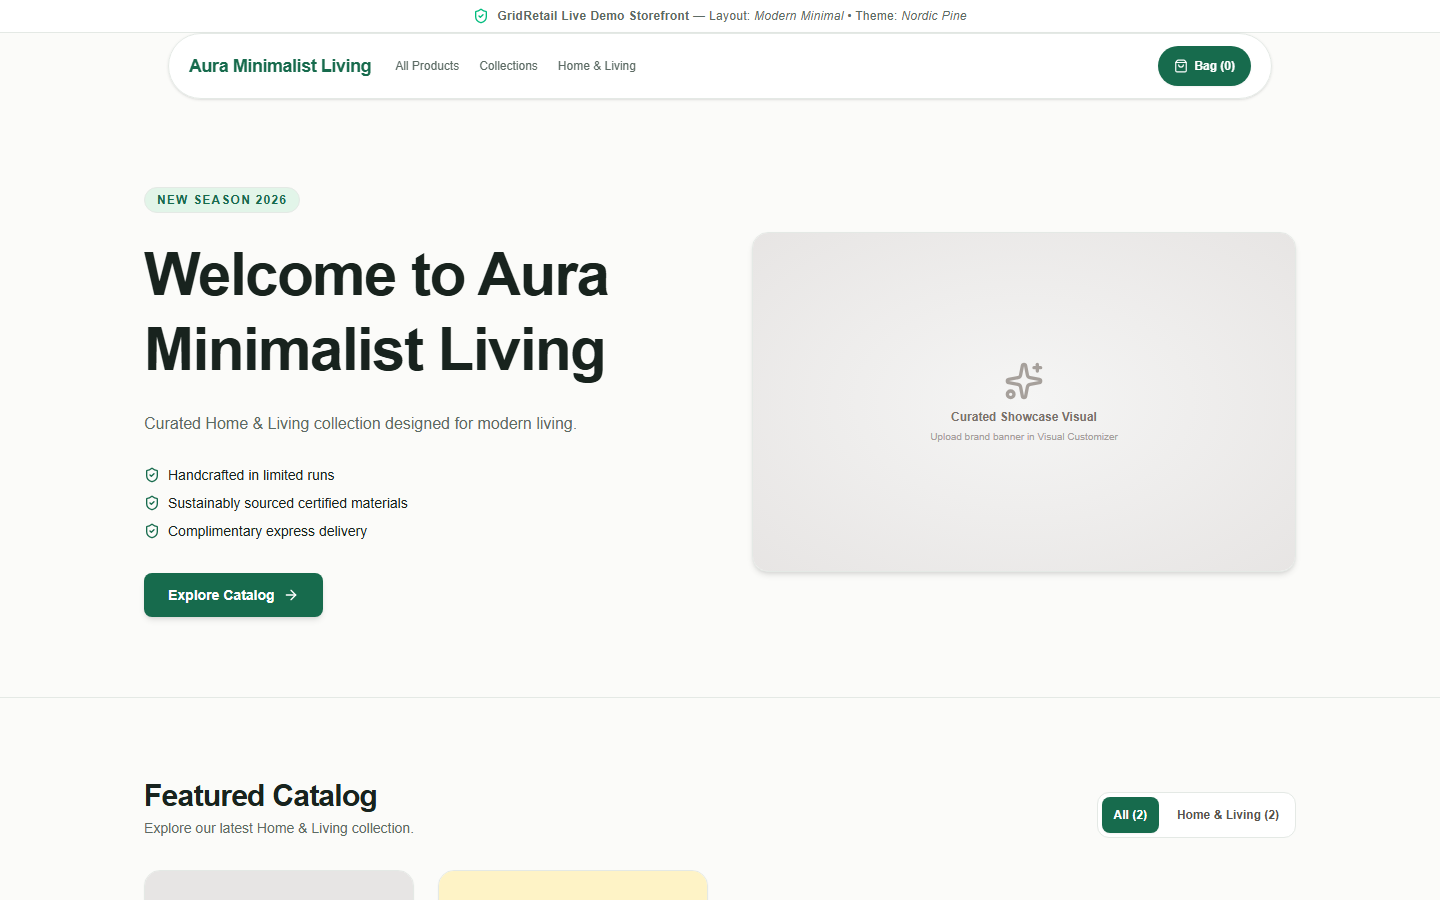 GridRetail Live Demo Storefront — Layout: Modern Minimal • Theme: Nordic Pine
Aura Minimalist Living
All Products
Collections
Home & Living
Bag (0)
NEW SEASON 2026
Welcome to Aura
Minimalist Living
Curated Home & Living collection designed for modern living.
Handcrafted in limited runs
Sustainably sourced certified materials
Complimentary express delivery
Explore Catalog
Curated Showcase Visual
Upload brand banner in Visual Customizer
Featured Catalog
Explore our latest Home & Living collection.
All (2)
Home & Living (2)